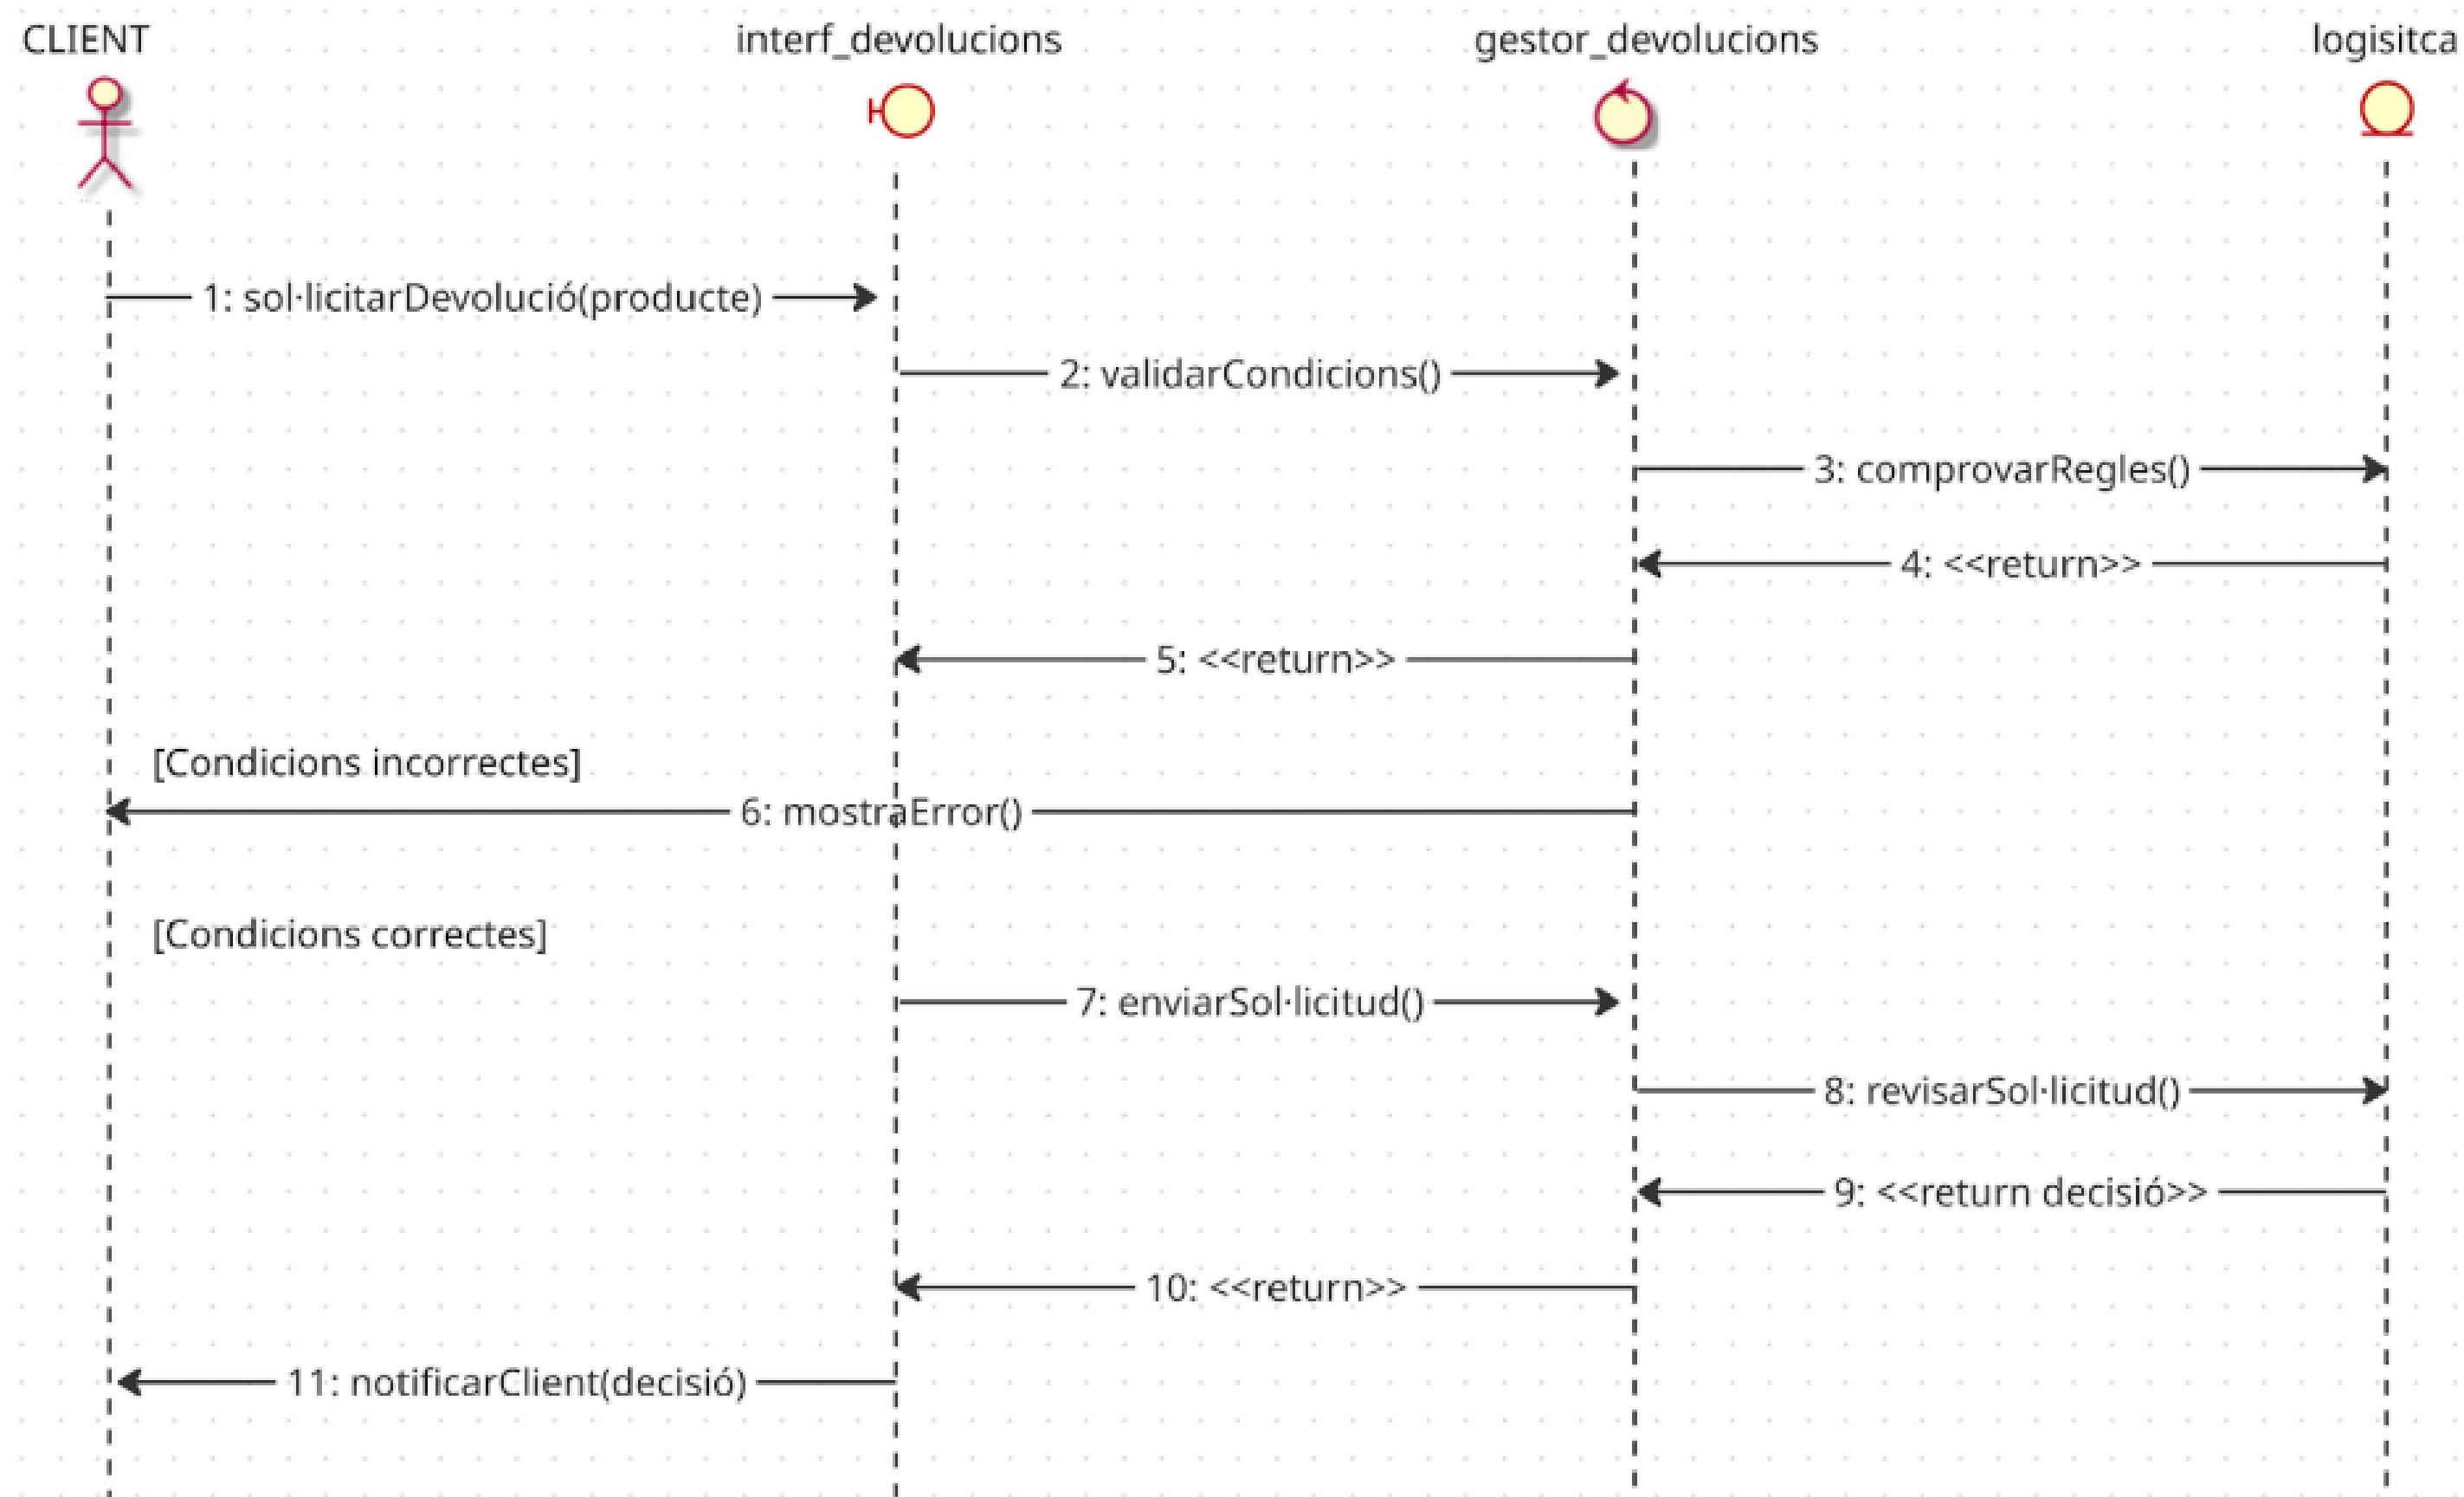 CLIENT
interf_devolucions
gestor_devolucions
logisitca
1: sol·licitarDevolució(producte)
2: validarCondicions()
3: comprovarRegles()
4: <<return>>
5: <<return>>
[Condicions incorrectes]
6: mostraError()
[Condicions correctes]
7: enviarSol·licitud()
8: revisarSol·licitud()
9: <<return decisió>>
10: <<return>>
11: notificarClient(decisió)